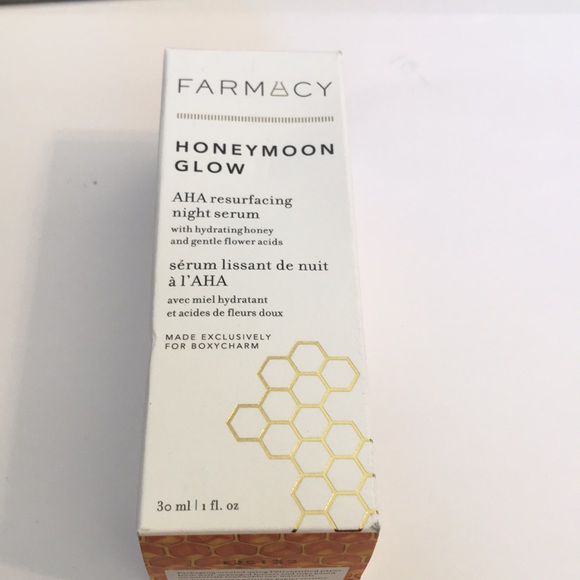 FARMACY
HONEYMOON
GLOW
AHA resurfacing
night serum
with hydrating honey
and gentle flower acids
sérum lissant de nuit
à l'AHA
avec miel hydratant
et acides de fleurs doux
MADE EXCLUSIVELY
FOR BOXYCHARM
30 ml | 1 fl. oz